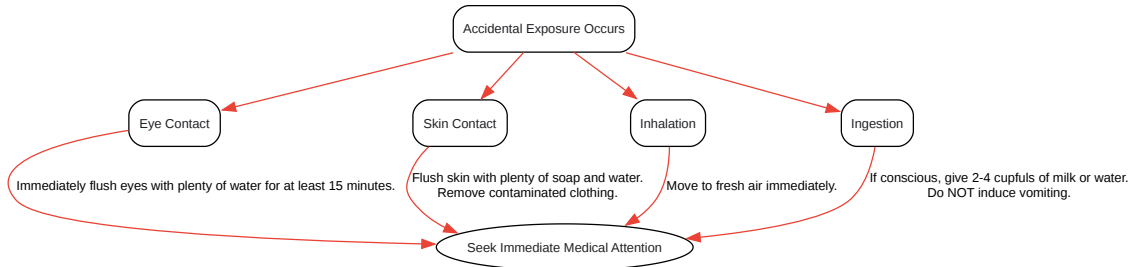 Accidental Exposure Occurs
Eye Contact
Skin Contact
Inhalation
Ingestion
Immediately flush eyes with plenty of water for at least 15 minutes.
Flush skin with plenty of soap and water.
Remove contaminated clothing.
Move to fresh air immediately.
If conscious, give 2-4 cupfuls of milk or water.
Do NOT induce vomiting.
Seek Immediate Medical Attention